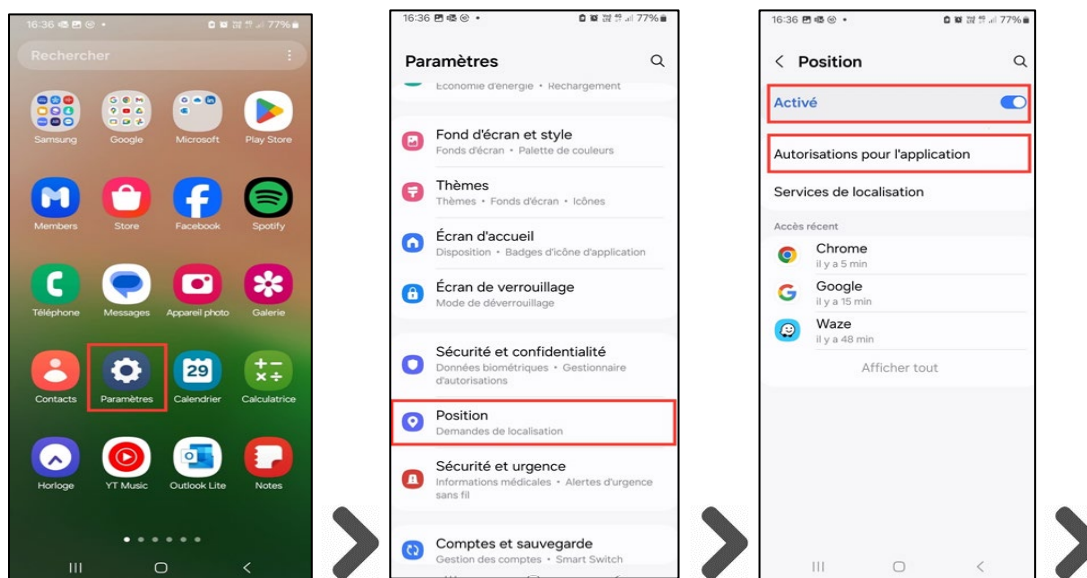 16:36 77%
Rechercher
Samsung Google Microsoft Play Store
Members Store Facebook Spotify
Téléphone Messages Appareil photo Galerie
Contacts Paramètres 29 Calendrier Calculatrice
Horloge YT Music Outlook Lite Notes
16:36 77%
Paramètres
Économie d'énergie • Rechargement
Fond d'écran et style
Fonds d'écran • Palette de couleurs
Thèmes
Thèmes • Fonds d'écran • Icônes
Écran d'accueil
Disposition • Badges d'icône d'application
Écran de verrouillage
Mode de déverrouillage
Sécurité et confidentialité
Données biométriques • Gestionnaire
d'autorisations
Position
Demandes de localisation
Sécurité et urgence
Informations médicales • Alertes d'urgence
sans fil
Comptes et sauvegarde
Gestion des comptes • Smart Switch
16:36 77%
Position
Activé
Autorisations pour l'application
Services de localisation
Accès récent
Chrome
il y a 5 min
Google
il y a 15 min
Waze
il y a 48 min
Afficher tout